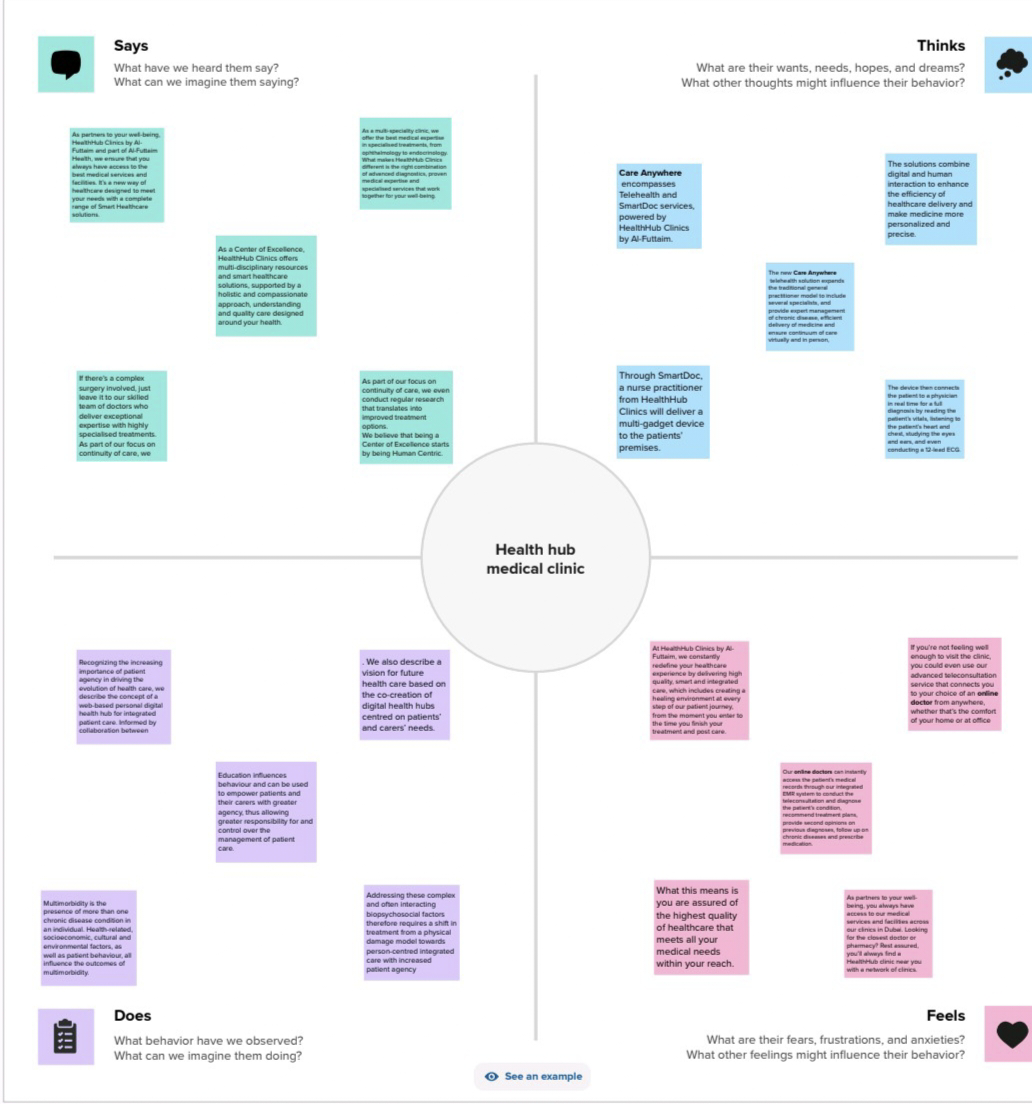 Says
What have we heard them say?
What can we imagine them saying?
As partners to your well-being,
HealthHub Clinics by Al-
Futtaim and part of Al-Futtaim
Health, we ensure that you
always have access to the
best medical services and
facilities. It's a new way of
healthcare designed to meet
your needs with a complete
range of Smart Healthcare
solutions.
As a multi-speciality clinic, we
offer the best medical expertise
in specialised treatments, from
ophthalmology to endocrinology.
What makes HealthHub Clinics
different is the right combination
of advanced diagnostics, proven
medical expertise and
specialised services that work
together for your well-being.
As a Center of Excellence,
HealthHub Clinics offers
multi-disciplinary resources
and smart healthcare
solutions, supported by a
holistic and compassionate
approach, understanding
and quality care designed
around your health.
If there's a complex
surgery involved, just
leave it to our skilled
team of doctors who
deliver exceptional
expertise with highly
specialised treatments.
As part of our focus on
continuity of care, we
As part of our focus on
continuity of care, we even
conduct regular research
that translates into
improved treatment
options.
We believe that being a
Center of Excellence starts
by being Human Centric.
Thinks
What are their wants, needs, hopes, and dreams?
What other thoughts might influence their behavior?
Care Anywhere
encompasses
Telehealth and
SmartDoc services,
powered by
HealthHub Clinics
by Al-Futtaim.
The solutions combine
digital and human
interaction to enhance
the efficiency of
healthcare delivery and
make medicine more
personalized and
precise.
The new Care Anywhere
telehealth solution expends
the traditional general
practitioner model to include
several specialists, and
provide expert management
of chronic disease, efficient
delivery of medicine and
ensure continuum of care
virtually and in person,
Through SmartDoc,
a nurse practitioner
from HealthHub
Clinics will deliver a
multi-gadget device
to the patients'
premises.
The device then connects
the patient to a physician
in real time for a full
diagnosis by reading the
patient's vitals, listening to
the patient's heart and
chest, studying the eyes
and ears, and even
conducting a 12-lead ECG.
Health hub
medical clinic
Recognizing the increasing
importance of patient
agency in driving the
evolution of health care, we
describe the concept of a
web-based personal digital
health hub for integrated
patient care. Informed by
collaboration between
. We also describe a
vision for future
health care based on
the co-creation of
digital health hubs
centred on patients'
and carers' needs.
Education influences
behaviour and can be used
to empower patients and
their carers with greater
agency, thus allowing
greater responsibility for and
control over the
management of patient
care.
Multimorbidity is the
presence of more than one
chronic disease condition in
an individual. Health-related,
socioeconomic, cultural and
environmental factors, as
well as patient behaviour, all
influence the outcomes of
multimorbidity.
Addressing these complex
and often interacting
biopsychosocial factors
therefore requires a shift in
treatment from a physical
damage model towards
person-centred integrated
care with increased
patient agency
Does
What behavior have we observed?
What can we imagine them doing?
At HealthHub Clinics by Al-
Futtaim, we constantly
redefine your healthcare
experience by delivering high
quality, smart and integrated
care, which includes creating a
healing environment at every
step of our patient journey,
from the moment you enter to
the time you finish your
treatment and post care.
If you're not feeling well
enough to visit the clinic,
you could even use our
advanced teleconsultation
service that connects you
to your choice of an online
doctor from anywhere,
whether that's the comfort
of your home or at office
Our online doctors can instantly
access the patient's medical
records through our integrated
EMR system to conduct the
teleconsultation and diagnose
the patient's condition,
recommend treatment plans,
provide second opinions on
previous diagnoses, follow up on
chronic diseases and prescribe
medication.
What this means is
you are assured of
the highest quality
of healthcare that
meets all your
medical needs
within your reach.
As partners to your well-
being, you always have
access to our medical
services and facilities across
our clinics in Dubai. Looking
for the closest doctor or
pharmacy? Rest assured,
you'll always find a
HealthHub clinic near you
with a network of clinics.
Feels
What are their fears, frustrations, and anxieties?
What other feelings might influence their behavior?
See an example